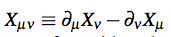 X_{μν} ≡ ∂_μ X_ν − ∂_ν X_μ